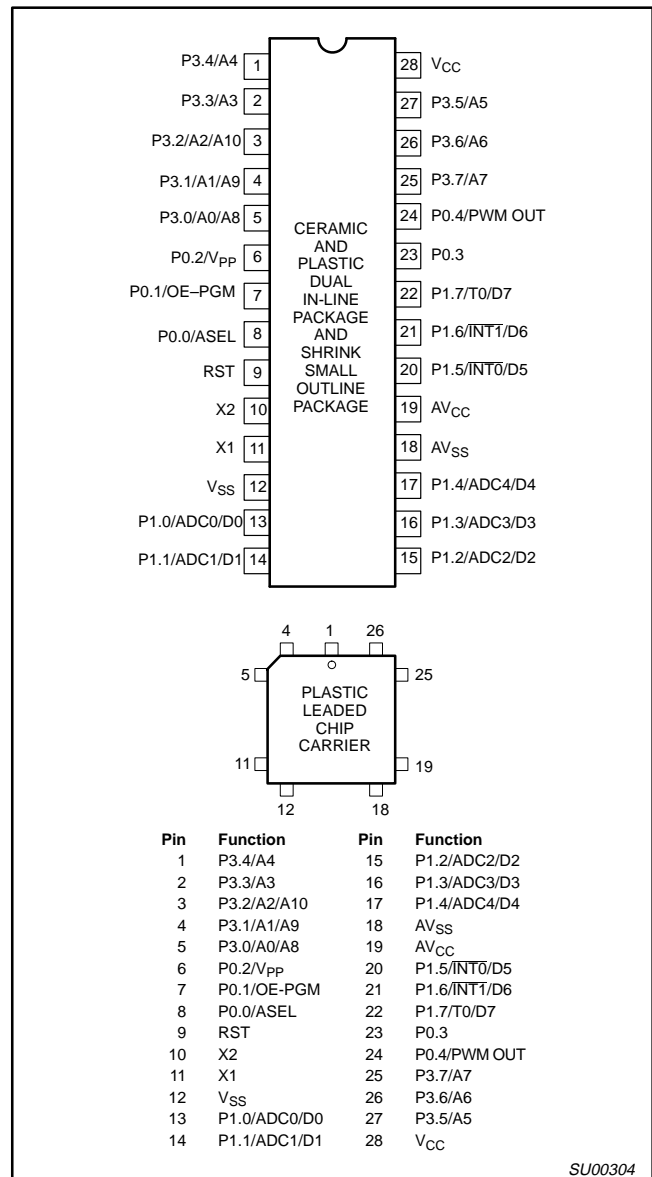 P3.4/A4 1 28 VCC
P3.3/A3 2 27 P3.5/A5
P3.2/A2/A10 3 26 P3.6/A6
P3.1/A1/A9 4 25 P3.7/A7
P3.0/A0/A8 5 24 P0.4/PWM OUT
P0.2/VPP 6 23 P0.3
P0.1/OE–PGM 7 22 P1.7/T0/D7
P0.0/ASEL 8 21 P1.6/INT1/D6
RST 9 20 P1.5/INT0/D5
X2 10 19 AVCC
X1 11 18 AVSS
VSS 12 17 P1.4/ADC4/D4
P1.0/ADC0/D0 13 16 P1.3/ADC3/D3
P1.1/ADC1/D1 14 15 P1.2/ADC2/D2
CERAMIC
AND
PLASTIC
DUAL
IN-LINE
PACKAGE
AND
SHRINK
SMALL
OUTLINE
PACKAGE
4 1 26
5 25
PLASTIC
LEADED
CHIP
CARRIER
11 19
12 18
Pin Function Pin Function
1 P3.4/A4 15 P1.2/ADC2/D2
2 P3.3/A3 16 P1.3/ADC3/D3
3 P3.2/A2/A10 17 P1.4/ADC4/D4
4 P3.1/A1/A9 18 AVSS
5 P3.0/A0/A8 19 AVCC
6 P0.2/VPP 20 P1.5/INT0/D5
7 P0.1/OE-PGM 21 P1.6/INT1/D6
8 P0.0/ASEL 22 P1.7/T0/D7
9 RST 23 P0.3
10 X2 24 P0.4/PWM OUT
11 X1 25 P3.7/A7
12 VSS 26 P3.6/A6
13 P1.0/ADC0/D0 27 P3.5/A5
14 P1.1/ADC1/D1 28 VCC
SU00304